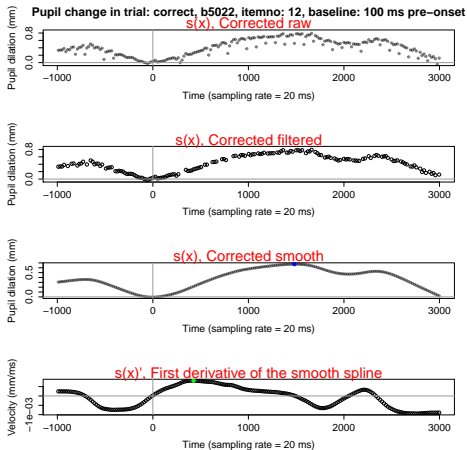 Pupil change in trial: correct, b5022, itemno: 12, baseline: 100 ms pre-onset
s(x), Corrected raw
Pupil dilation (mm)
0.0 0.8
−1000 0 1000 2000 3000
Time (sampling rate = 20 ms)
s(x), Corrected filtered
Pupil dilation (mm)
0.0 0.8
−1000 0 1000 2000 3000
Time (sampling rate = 20 ms)
s(x), Corrected smooth
Pupil dilation (mm)
0.0 0.5
−1000 0 1000 2000 3000
Time (sampling rate = 20 ms)
s(x)', First derivative of the smooth spline
Velocity (mm/ms)
−1e−03
−1000 0 1000 2000 3000
Time (sampling rate = 20 ms)